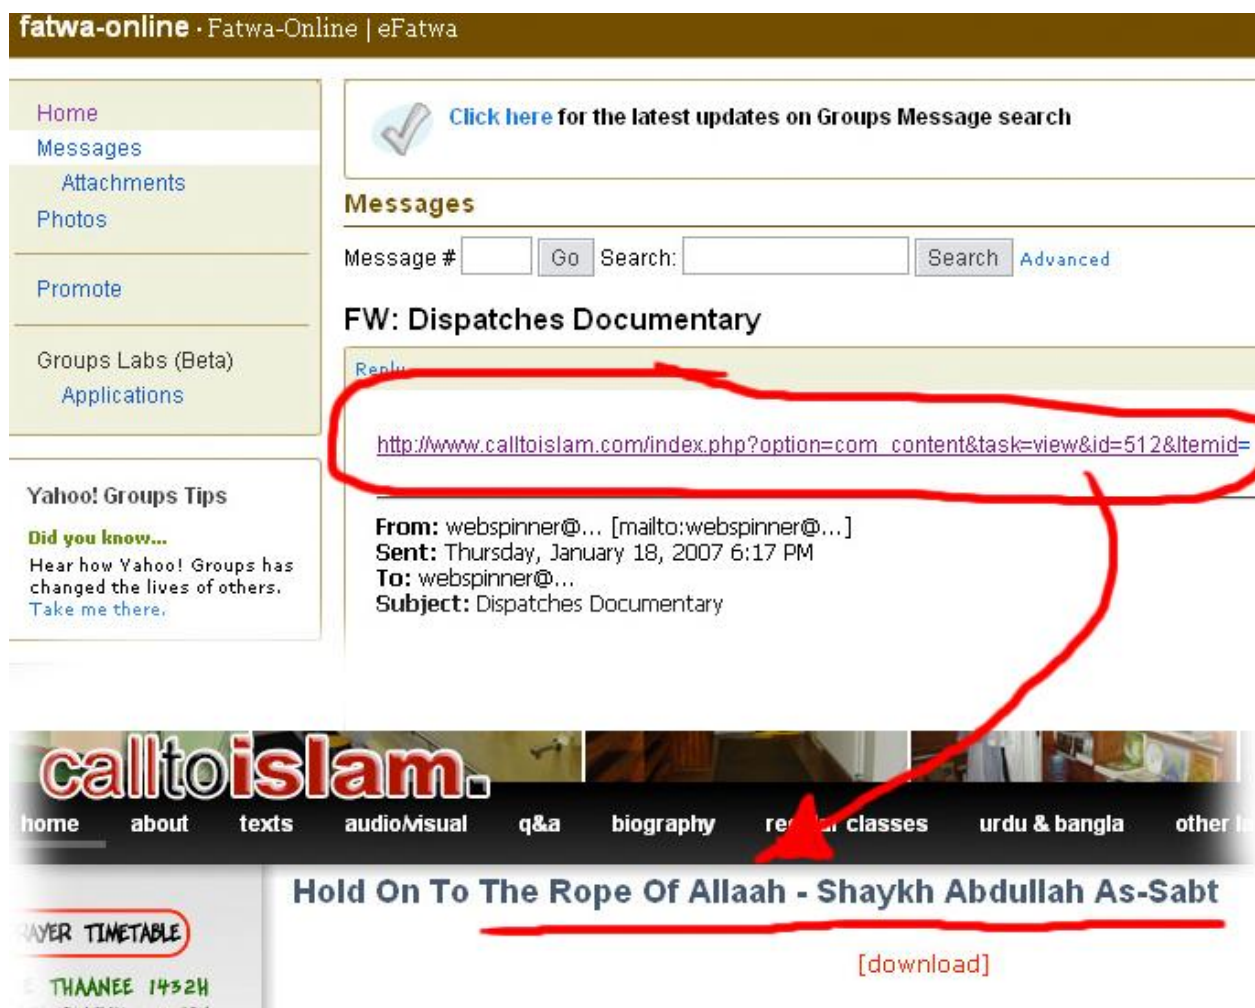 fatwa-online · Fatwa-Online | eFatwa
Home
Messages
Attachments
Photos
Promote
Groups Labs (Beta)
Applications
Yahoo! Groups Tips
Did you know...
Hear how Yahoo! Groups has
changed the lives of others.
Take me there.
Click here for the latest updates on Groups Message search
Messages
Message # Go Search: Search Advanced
FW: Dispatches Documentary
Reply
http://www.calltoislam.com/index.php?option=com_content&task=view&id=512&Itemid=
From: webspinner@... [mailto:webspinner@...]
Sent: Thursday, January 18, 2007 6:17 PM
To: webspinner@...
Subject: Dispatches Documentary
calltoislam.
home about texts audio/visual q&a biography regular classes urdu & bangla other
Hold On To The Rope Of Allaah - Shaykh Abdullah As-Sabt
[download]
RAYER TIMETABLE
THAANEE 1432H